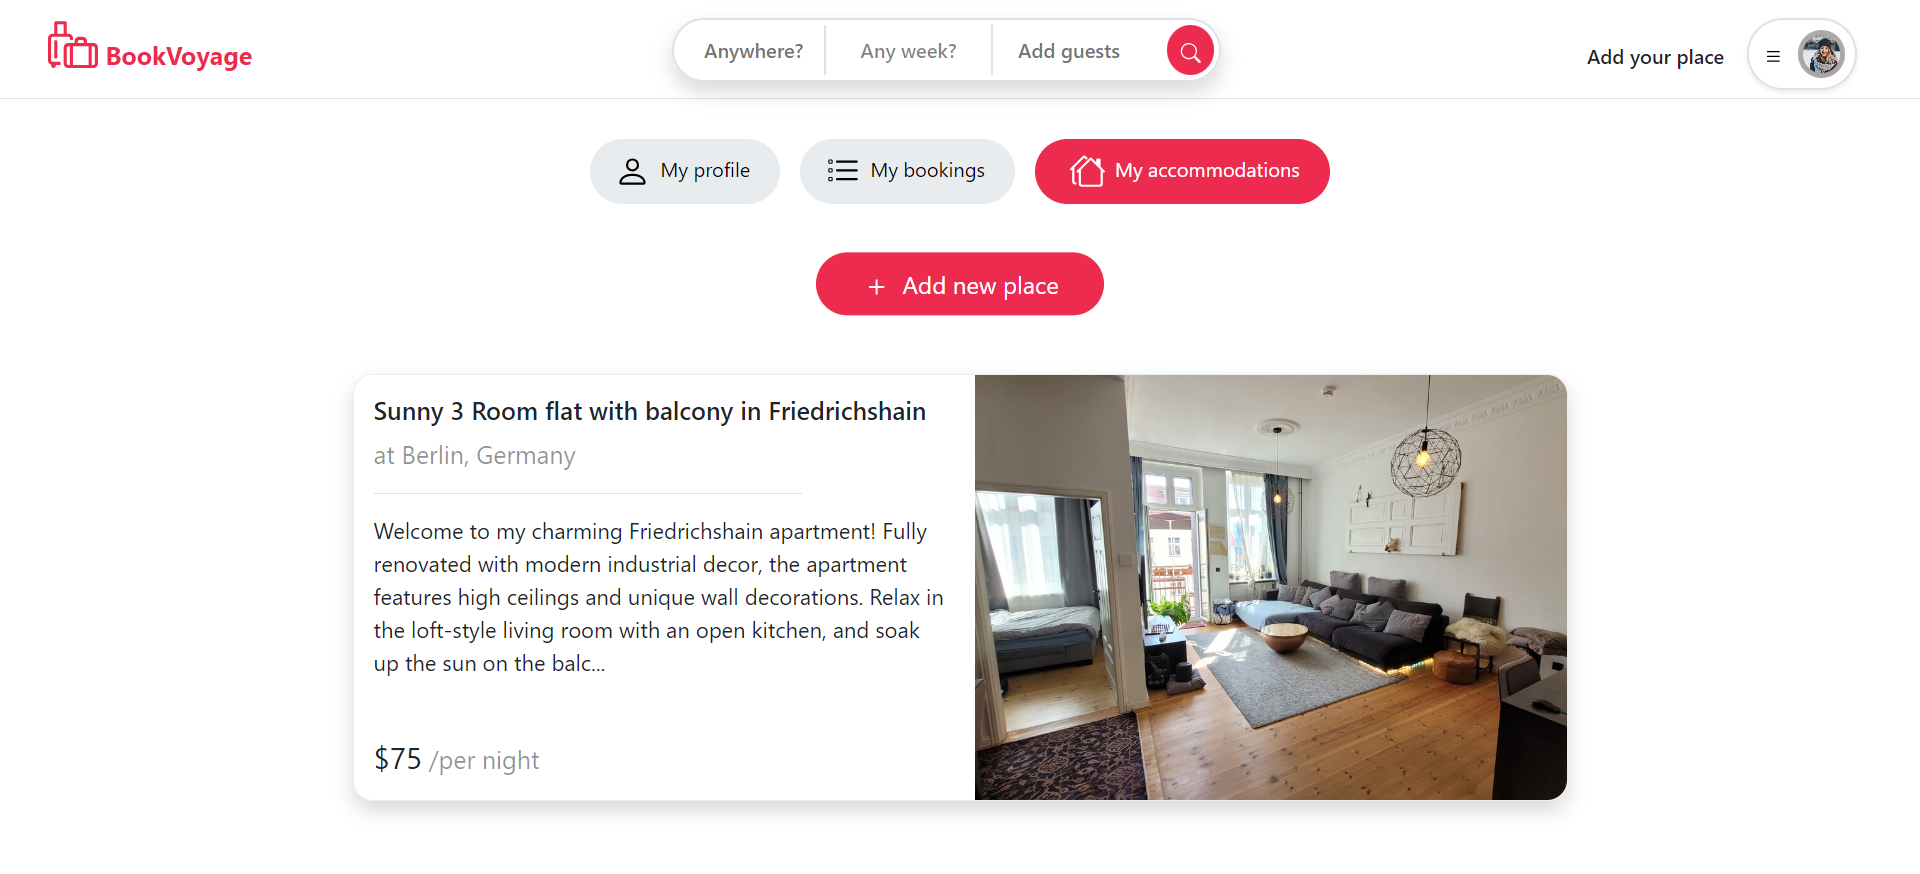 BookVoyage
Anywhere?
Any week?
Add guests
Add your place
My profile
My bookings
My accommodations
+ Add new place
Sunny 3 Room flat with balcony in Friedrichshain
at Berlin, Germany
Welcome to my charming Friedrichshain apartment! Fully
renovated with modern industrial decor, the apartment
features high ceilings and unique wall decorations. Relax in
the loft-style living room with an open kitchen, and soak
up the sun on the balc...
$75 /per night